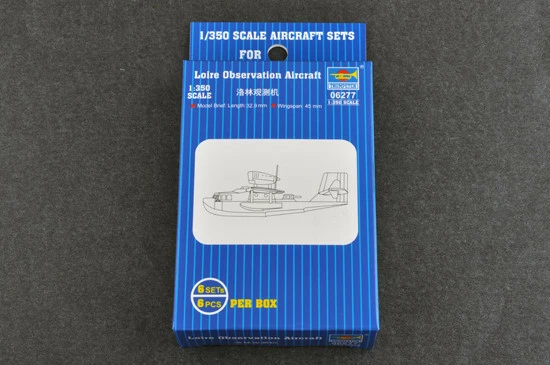 1/350 SCALE AIRCRAFT SETS
FOR
Loire Observation Aircraft
洛林观测机
1:350
SCALE
Model Brief: Length: 32.9 mm Wingspan: 45 mm
06277
1:350 SCALE
6 SETs
6 PCS
PER BOX
Loire Observation Aircraft